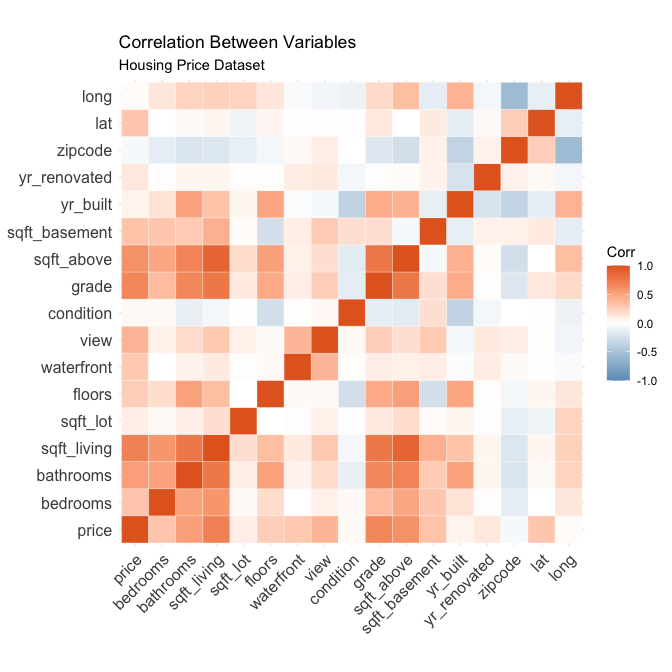 Correlation Between Variables
Housing Price Dataset
long
lat
zipcode
yr_renovated
yr_built
sqft_basement
sqft_above
grade
condition
view
waterfront
floors
sqft_lot
sqft_living
bathrooms
bedrooms
price
Corr
1.0
0.5
0.0
-0.5
-1.0
price
bedrooms
bathrooms
sqft_living
sqft_lot
floors
waterfront
view
condition
grade
sqft_above
sqft_basement
yr_built
yr_renovated
zipcode
lat
long